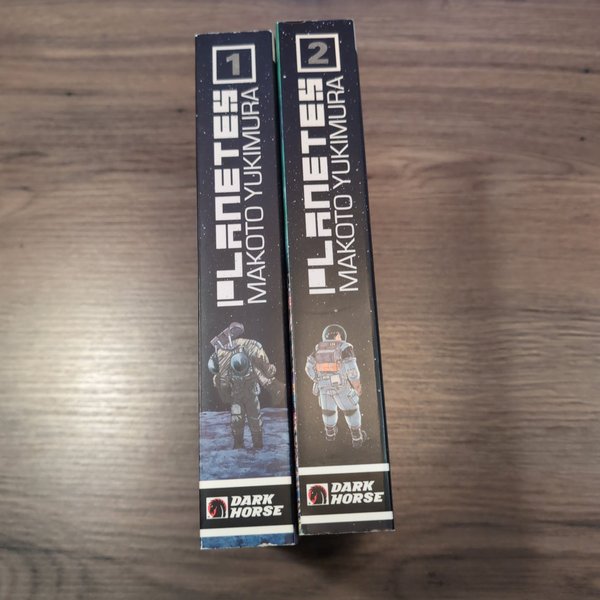 1
PLANETES
MAKOTO YUKIMURA
DARK
HORSE
2
PLANETES
MAKOTO YUKIMURA
DARK
HORSE